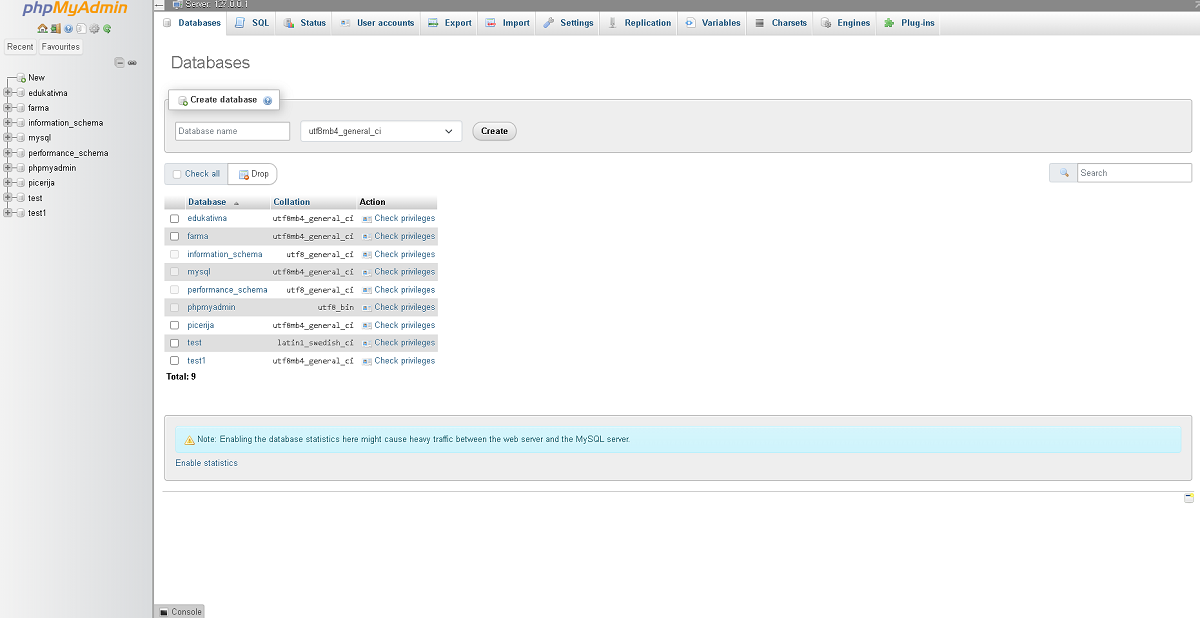 phpMyAdmin
Recent Favourites
New
edukativna
farma
information_schema
mysql
performance_schema
phpmyadmin
picerija
test
test1
Server: 127.0.0.1
Databases SQL Status User accounts Export Import Settings Replication Variables Charsets Engines Plug-ins
Databases
Create database
Database name utf8mb4_general_ci Create
Check all Drop Search
Database Collation Action
edukativna utf8mb4_general_ci Check privileges
farma utf8mb4_general_ci Check privileges
information_schema utf8_general_ci Check privileges
mysql utf8mb4_general_ci Check privileges
performance_schema utf8_general_ci Check privileges
phpmyadmin utf8_bin Check privileges
picerija utf8mb4_general_ci Check privileges
test latin1_swedish_ci Check privileges
test1 utf8mb4_general_ci Check privileges
Total: 9
Note: Enabling the database statistics here might cause heavy traffic between the web server and the MySQL server.
Enable statistics
Console